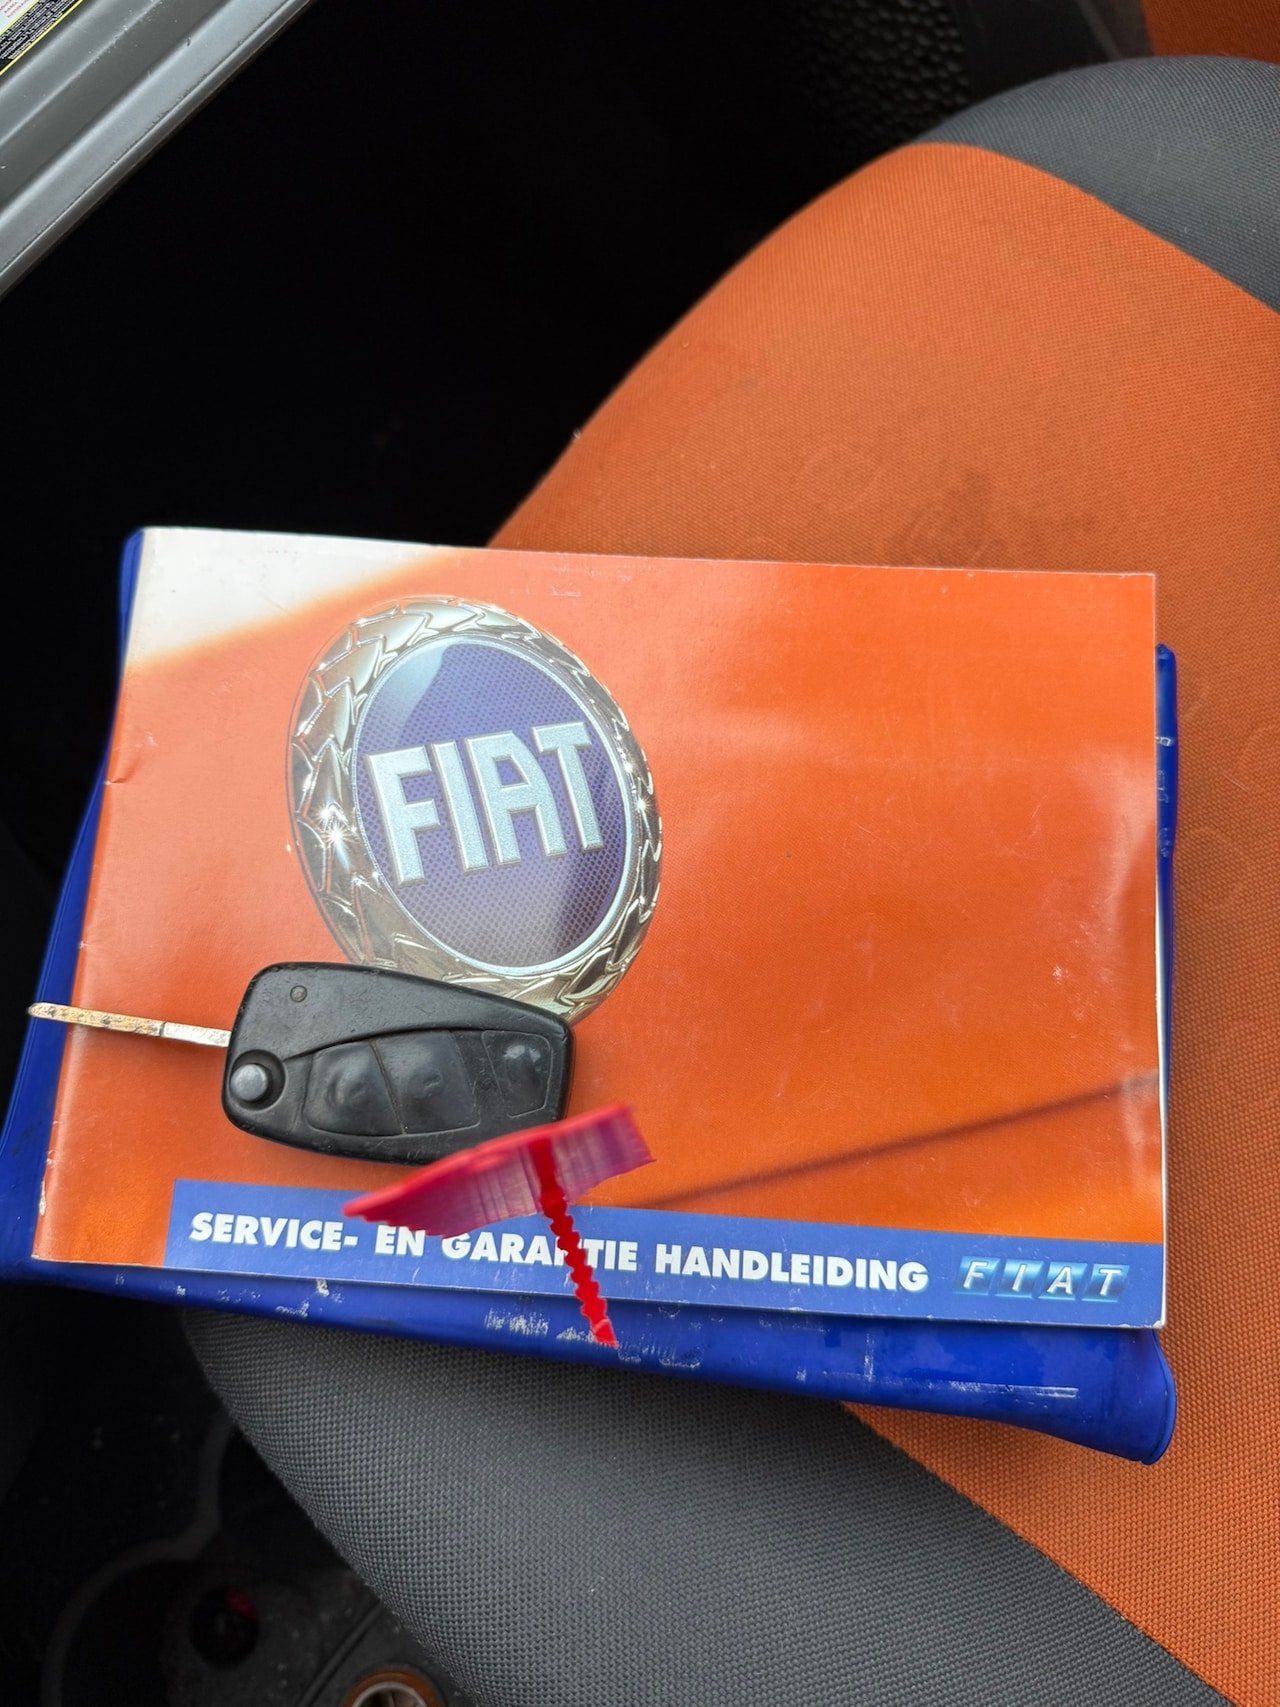 FIAT
SERVICE- EN GARANTIE HANDLEIDING FIAT